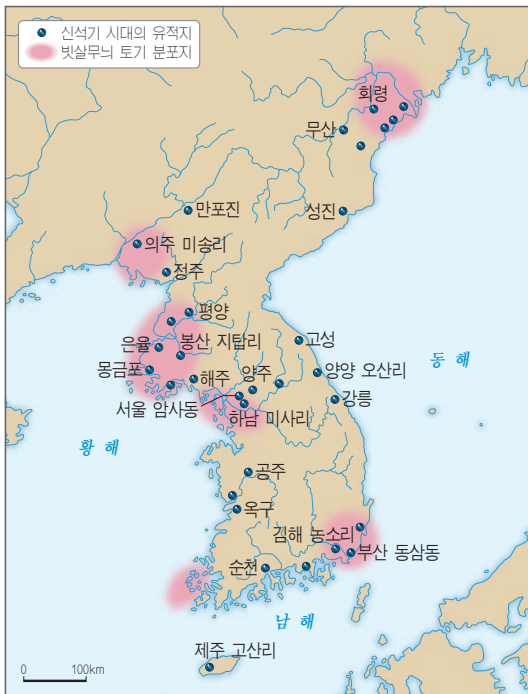 신석기 시대의 유적지
빗살무늬 토기 분포지
회령
무산
만포진
성진
의주 미송리
정주
평양
은율
봉산 지탑리
고성
동해
몽금포
해주
양주
양양 오산리
서울 암사동
강릉
하남 미사리
황해
공주
옥구
김해 농소리
부산 동삼동
순천
남해
제주 고산리
0 100km